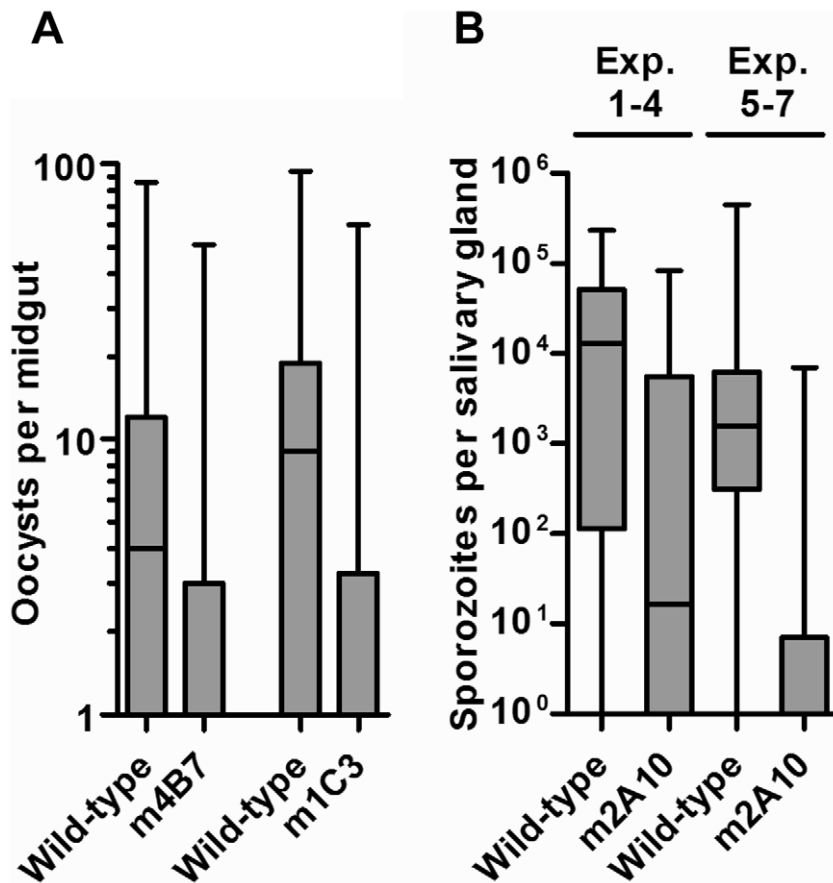 A
Oocysts per midgut
100
10
1
Wild-type
m4B7
Wild-type
m1C3
B
Exp.
1-4
Exp.
5-7
Sporozoites per salivary gland
10⁶
10⁵
10⁴
10³
10²
10¹
10⁰
Wild-type
m2A10
Wild-type
m2A10